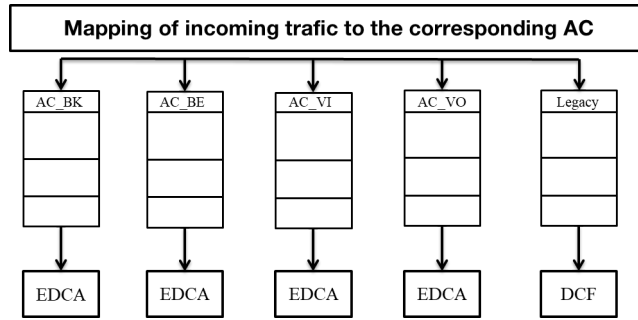 Mapping of incoming trafic to the corresponding AC
AC_BK
AC_BE
AC_VI
AC_VO
Legacy
EDCA
EDCA
EDCA
EDCA
DCF